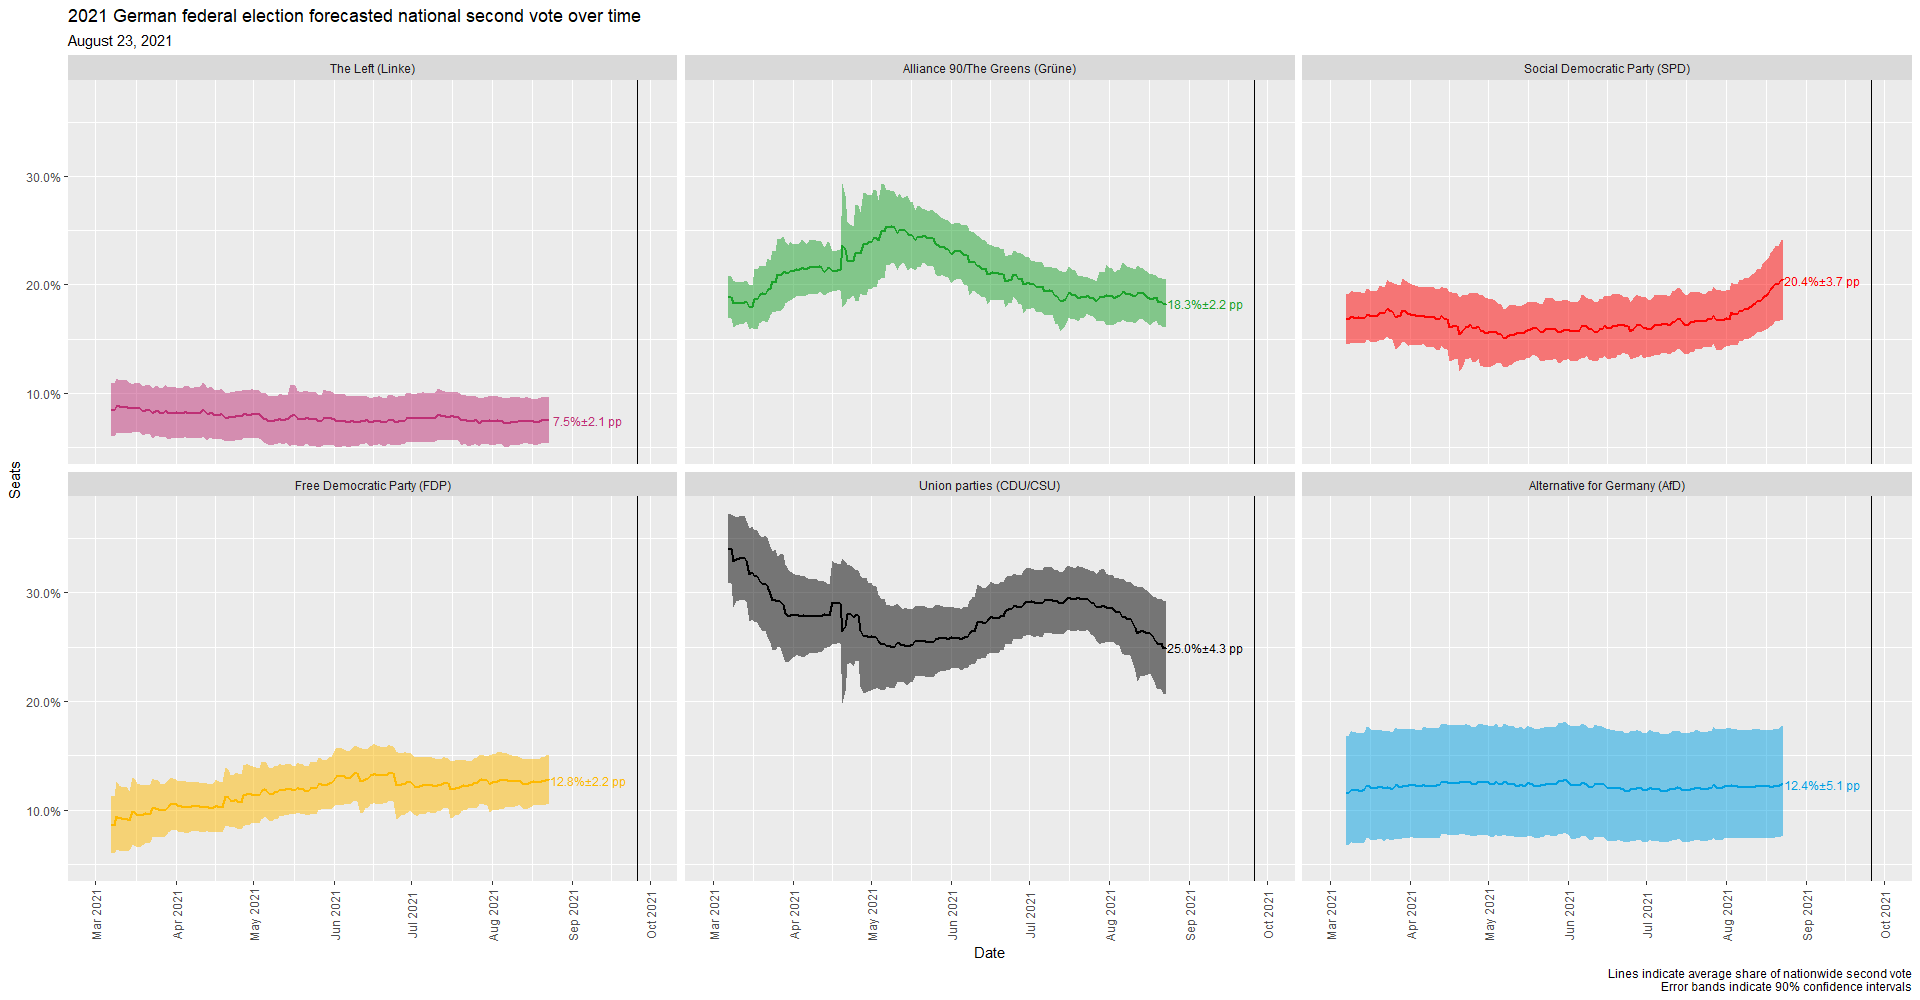 2021 German federal election forecasted national second vote over time
August 23, 2021
The Left (Linke)
Alliance 90/The Greens (Grüne)
Social Democratic Party (SPD)
30.0%
20.0%
10.0%
7.5%±2.1 pp
18.3%±2.2 pp
20.4%±3.7 pp
Seats
Free Democratic Party (FDP)
Union parties (CDU/CSU)
Alternative for Germany (AfD)
30.0%
20.0%
10.0%
12.8%±2.2 pp
25.0%±4.3 pp
12.4%±5.1 pp
Mar 2021
Apr 2021
May 2021
Jun 2021
Jul 2021
Aug 2021
Sep 2021
Oct 2021
Mar 2021
Apr 2021
May 2021
Jun 2021
Jul 2021
Aug 2021
Sep 2021
Oct 2021
Mar 2021
Apr 2021
May 2021
Jun 2021
Jul 2021
Aug 2021
Sep 2021
Oct 2021
Date
Lines indicate average share of nationwide second vote
Error bands indicate 90% confidence intervals